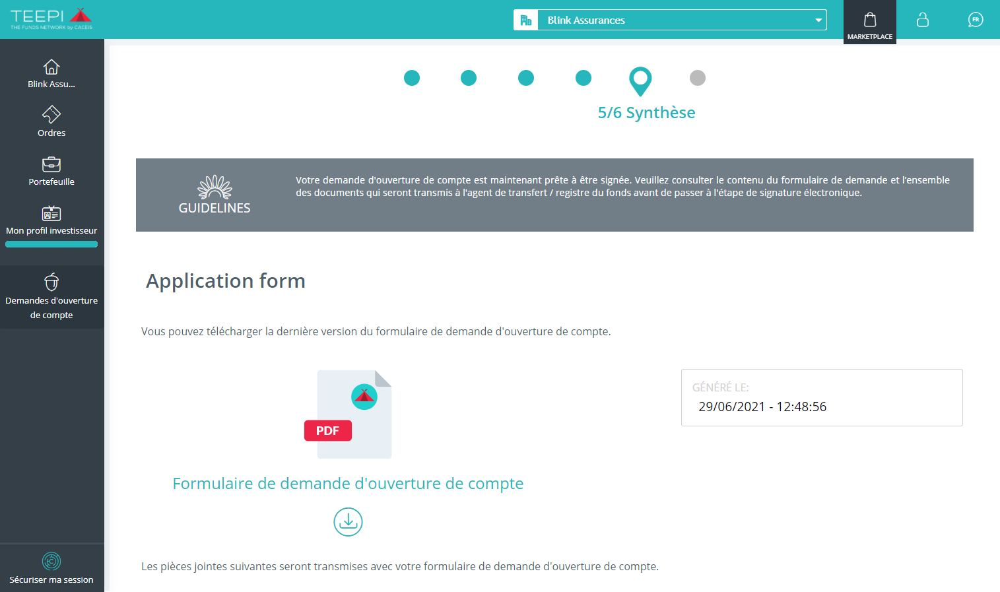 TEEPI
THE FUNDS NETWORK by CACEIS
Blink Assurances
MARKETPLACE
FR
Blink Assu...
Ordres
Portefeuille
Mon profil investisseur
Demandes d'ouverture
de compte
Sécuriser ma session
5/6 Synthèse
GUIDELINES
Votre demande d'ouverture de compte est maintenant prête à être signée. Veuillez consulter le contenu du formulaire de demande et l’ensemble
des documents qui seront transmis à l'agent de transfert / registre du fonds avant de passer à l'étape de signature électronique.
Application form
Vous pouvez télécharger la dernière version du formulaire de demande d'ouverture de compte.
PDF
Formulaire de demande d'ouverture de compte
GÉNÉRÉ LE:
29/06/2021 - 12:48:56
Les pièces jointes suivantes seront transmises avec votre formulaire de demande d'ouverture de compte.